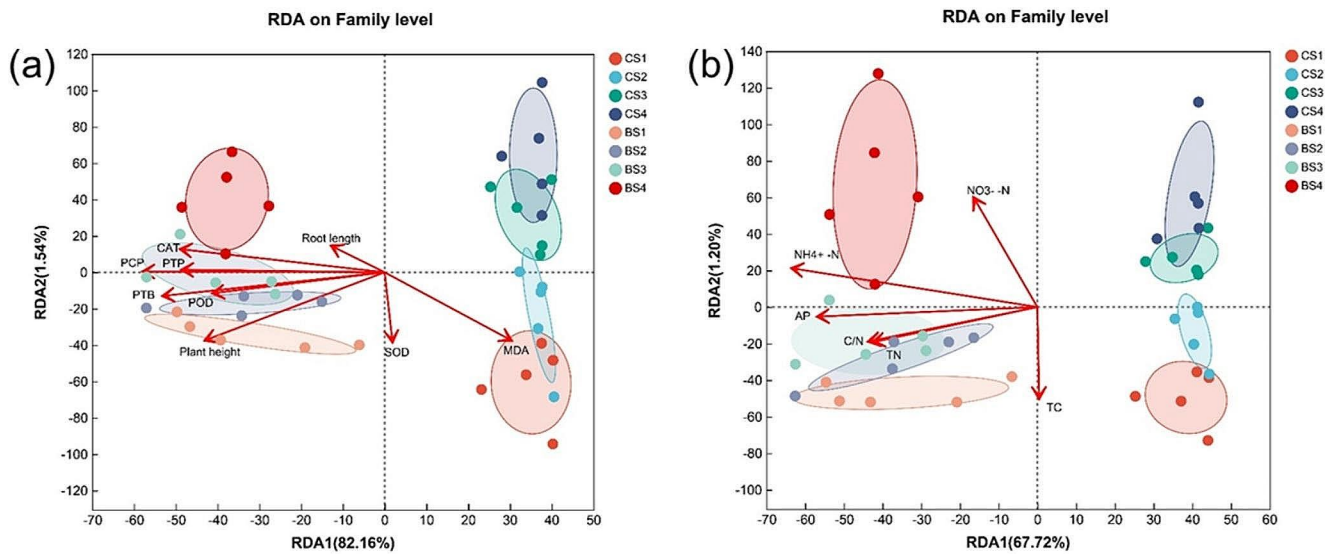 RDA on Family level
(a)
RDA2(1.54%)
120
100
80
60
40
20
0
-20
-40
-60
-80
-100
-120
-70 -60 -50 -40 -30 -20 -10 0 10 20 30 40 50
RDA1(82.16%)
Root length
CAT
PCP
PTP
PTB
POD
Plant height
SOD
MDA
CS1
CS2
CS3
CS4
BS1
BS2
BS3
BS4
RDA on Family level
(b)
RDA2(1.20%)
140
120
100
80
60
40
20
0
-20
-40
-60
-80
-100
-70 -60 -50 -40 -30 -20 -10 0 10 20 30 40 50 60
RDA1(67.72%)
NO3- -N
NH4+ -N
AP
C/N
TN
TC
CS1
CS2
CS3
CS4
BS1
BS2
BS3
BS4